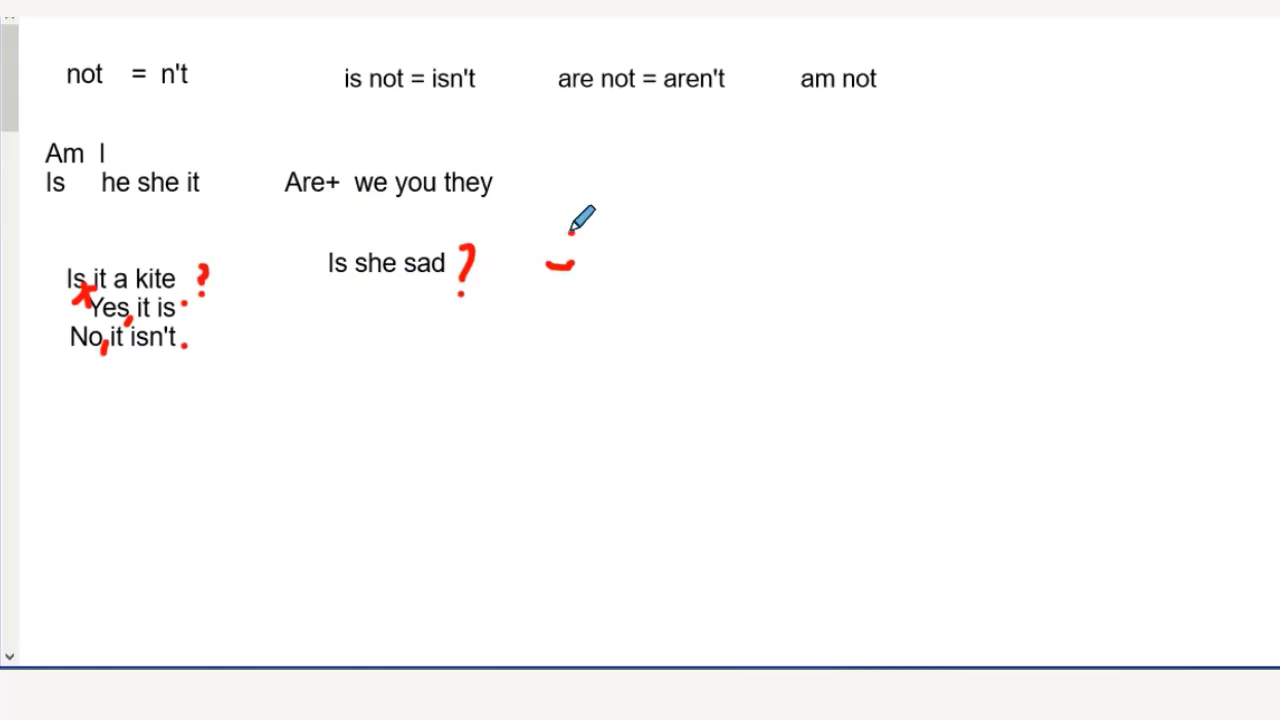 not = n't is not = isn't are not = aren't am not
Am I
Is he she it Are+ we you they
Is it a kite ?
Yes, it is.
No, it isn't.
Is she sad ?